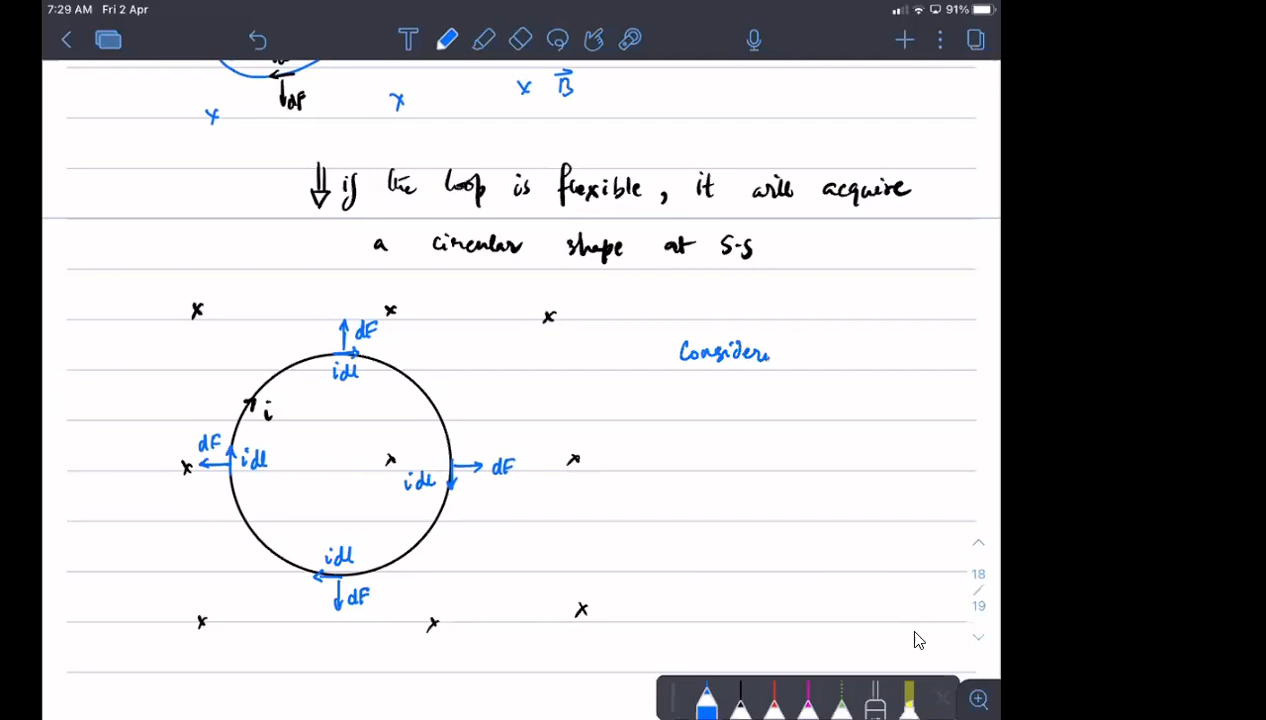 7:29 AM Fri 2 Apr
91%
T
dF
x x x B
⇓ if the loop is flexible, it will acquire
a circular shape at S-S
x x x
dF
idl
Consider
i
dF
idl
x x x
idl
dF
idl
dF
x x x
18
/
19